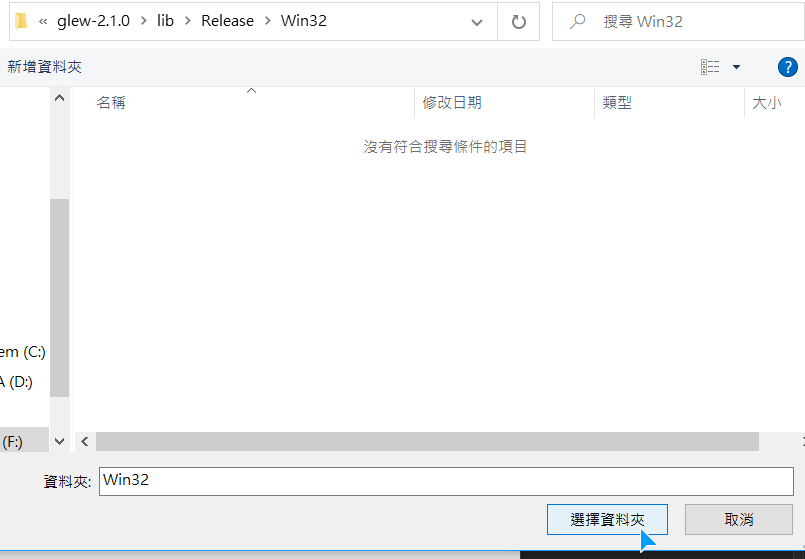 « glew-2.1.0 > lib > Release > Win32
搜尋 Win32
新增資料夾
?
名稱 修改日期 類型 大小
沒有符合搜尋條件的項目
em (C:)
A (D:)
(F:)
資料夾: Win32
選擇資料夾 取消